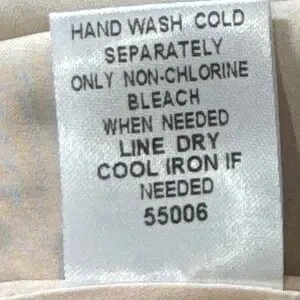 HAND WASH COLD
SEPARATELY
ONLY NON-CHLORINE
BLEACH
WHEN NEEDED
LINE DRY
COOL IRON IF
NEEDED
55006